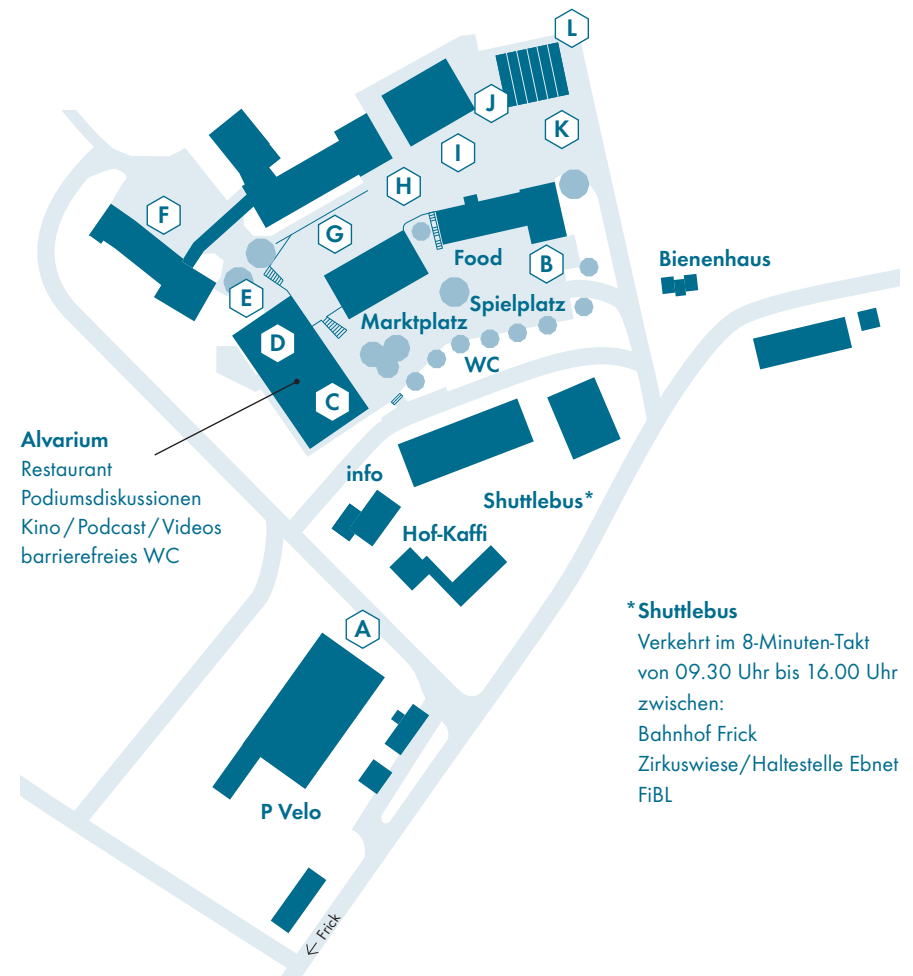 L
J
K
I
H
F
G
Food
B
Bienenhaus
E
Spielplatz
Marktplatz
D
WC
C
Alvarium
Restaurant
Podiumsdiskussionen
Kino / Podcast / Videos
barrierefreies WC
info
Shuttlebus*
Hof-Kaffi
A
*Shuttlebus
Verkehrt im 8-Minuten-Takt
von 09.30 Uhr bis 16.00 Uhr
zwischen:
Bahnhof Frick
Zirkuswiese/Haltestelle Ebnet
FiBL
P Velo
← Frick